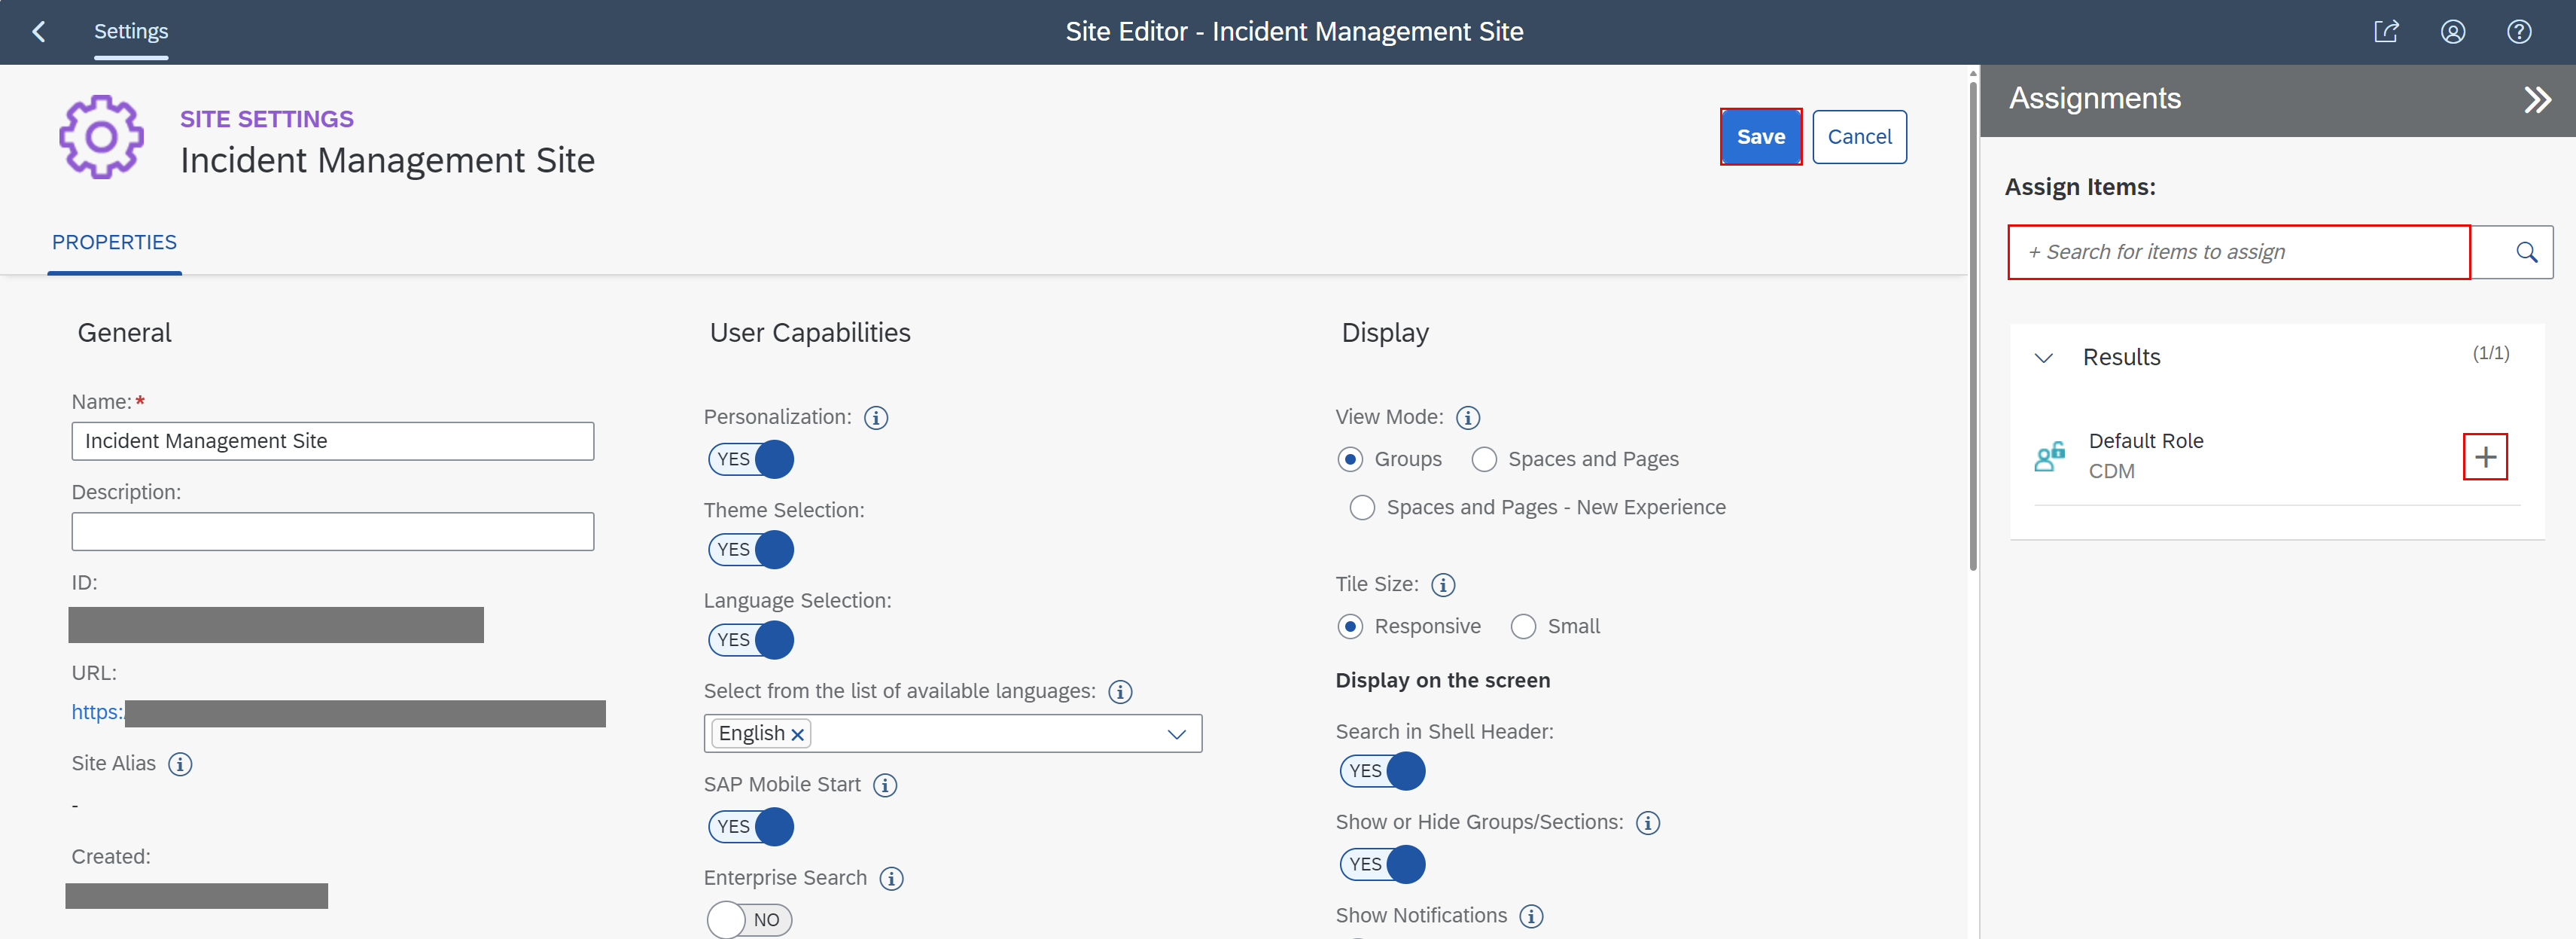 Settings
Site Editor - Incident Management Site
SITE SETTINGS
Incident Management Site
Save
Cancel
PROPERTIES
General
Name:*
Incident Management Site
Description:
ID:
URL:
https:
Site Alias
-
Created:
User Capabilities
Personalization:
YES
Theme Selection:
YES
Language Selection:
YES
Select from the list of available languages:
English
SAP Mobile Start
YES
Enterprise Search
NO
Display
View Mode:
Groups
Spaces and Pages
Spaces and Pages - New Experience
Tile Size:
Responsive
Small
Display on the screen
Search in Shell Header:
YES
Show or Hide Groups/Sections:
YES
Show Notifications
Assignments
Assign Items:
+ Search for items to assign
Results
(1/1)
Default Role
CDM